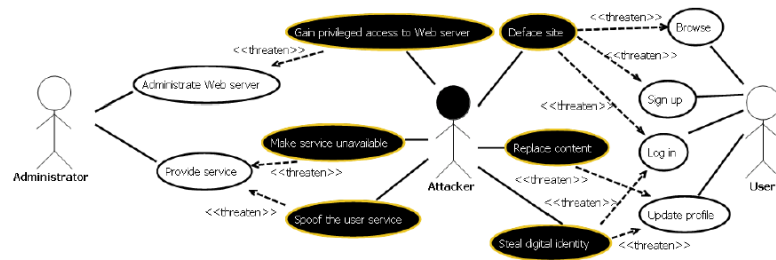 Gain privileged access to Web server
Deface site
<<threaten>>
Browse
<<threaten>>
<<threaten>>
Administrate Web server
Sign up
<<threaten>>
Make service unavailable
Replace content
Log in
Administrator
Provide service
<<threaten>>
Attacker
<<threaten>>
User
<<threaten>>
Spoof the user service
<<threaten>>
Update profile
Steal digital identity
<<threaten>>